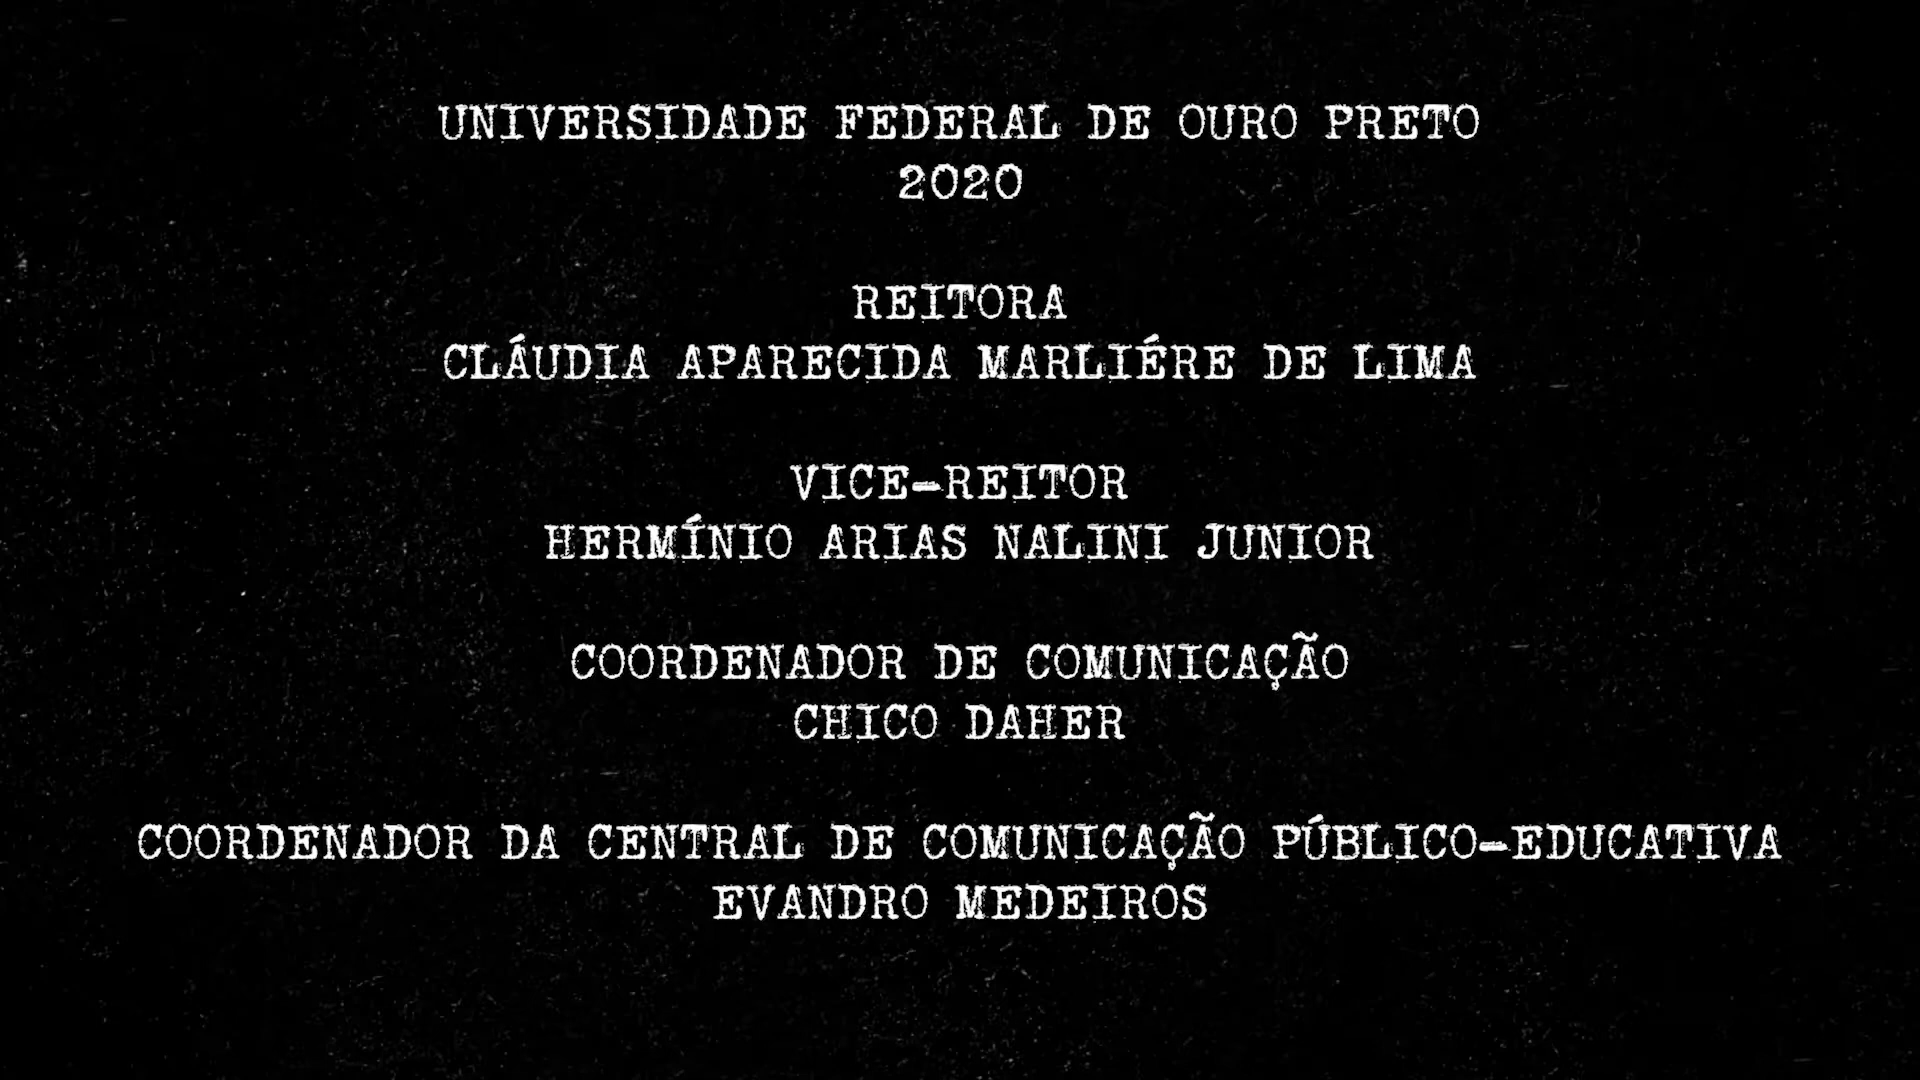 UNIVERSIDADE FEDERAL DE OURO PRETO
2020
REITORA
CLÁUDIA APARECIDA MARLIÉRE DE LIMA
VICE-REITOR
HERMÍNIO ARIAS NALINI JUNIOR
COORDENADOR DE COMUNICAÇÃO
CHICO DAHER
COORDENADOR DA CENTRAL DE COMUNICAÇÃO PÚBLICO-EDUCATIVA
EVANDRO MEDEIROS